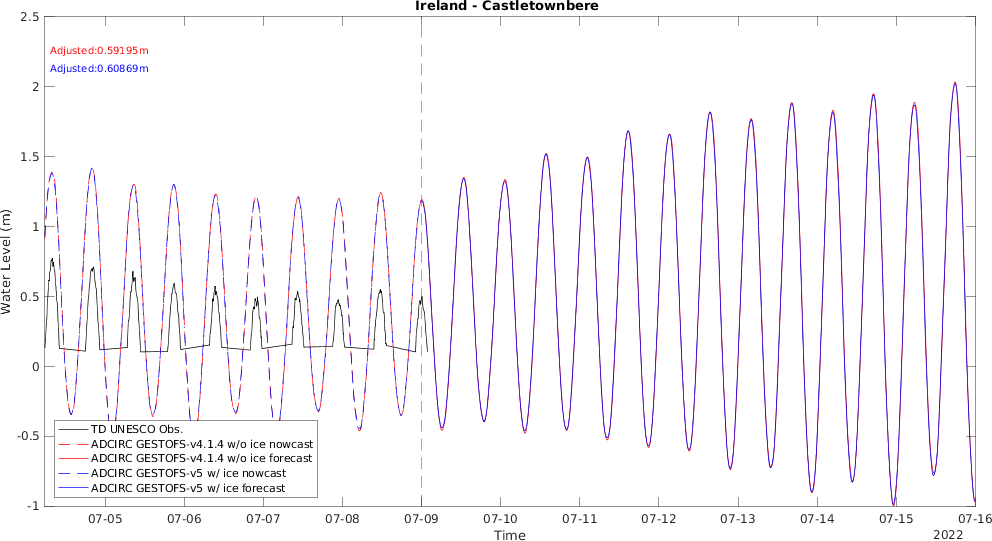 Ireland - Castletownbere
Adjusted:0.59195m
Adjusted:0.60869m
2.5
2
1.5
1
0.5
0
-0.5
-1
Water Level (m)
TD UNESCO Obs.
ADCIRC GESTOFS-v4.1.4 w/o ice nowcast
ADCIRC GESTOFS-v4.1.4 w/o ice forecast
ADCIRC GESTOFS-v5 w/ ice nowcast
ADCIRC GESTOFS-v5 w/ ice forecast
07-05 07-06 07-07 07-08 07-09 07-10 07-11 07-12 07-13 07-14 07-15 07-16
Time
2022